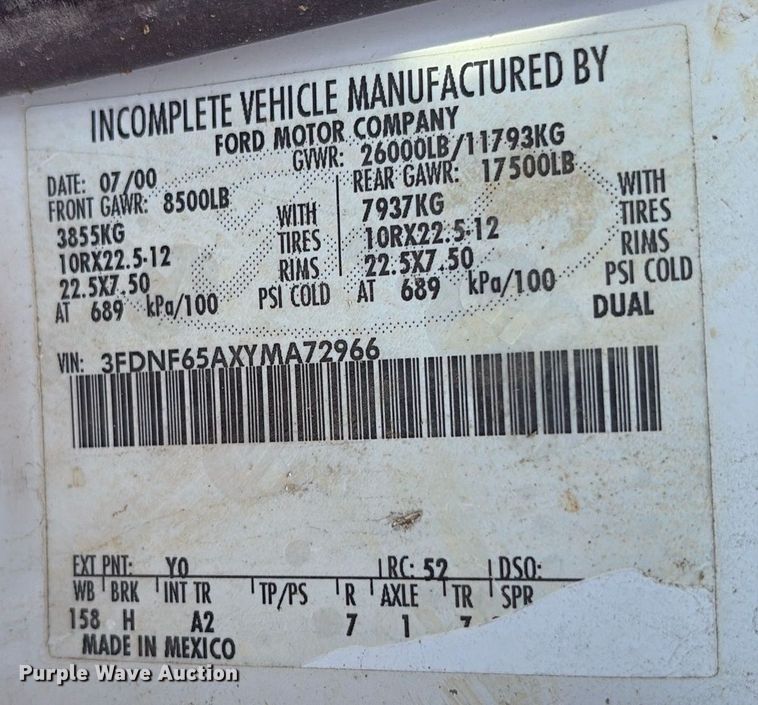 INCOMPLETE VEHICLE MANUFACTURED BY
FORD MOTOR COMPANY
DATE: 07/00 GVWR: 26000LB/11793KG
FRONT GAWR: 8500LB REAR GAWR: 17500LB
3855KG WITH 7937KG WITH
10RX22.5-12 TIRES 10RX22.5-12 TIRES
22.5X7.50 RIMS 22.5X7.50 RIMS
AT 689 kPa/100 PSI COLD AT 689 kPa/100 PSI COLD
DUAL
VIN: 3FDNF65AXYMA72966
EXT PNT: YO RC: 52 DSO:
WB BRK INT TR TP/PS R AXLE TR SPR
158 H A2 7 1
MADE IN MEXICO
Purple Wave Auction